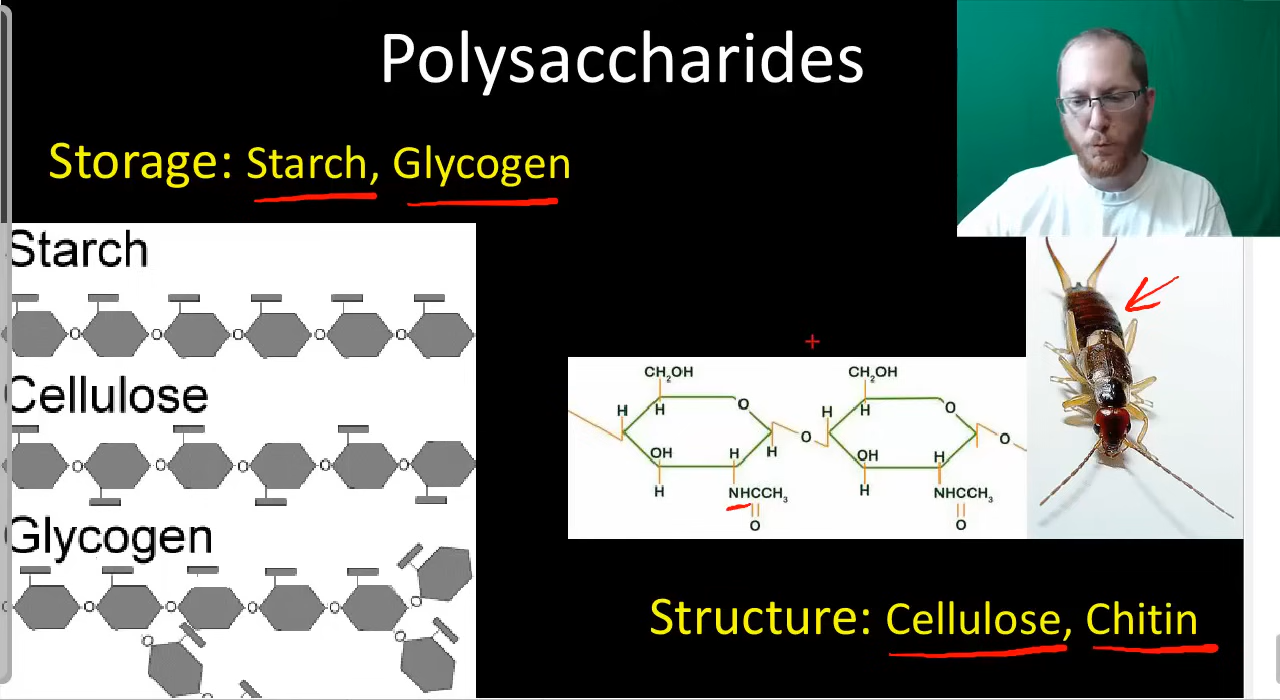 Polysaccharides
Storage: Starch, Glycogen
Starch
O O O O O
Cellulose
O O O O O
Glycogen
O O O O O
O O
O
CH₂OH CH₂OH
H H O H H O
O O
OH H H OH H
H NHCCH₃ H NHCCH₃
O O
Structure: Cellulose, Chitin